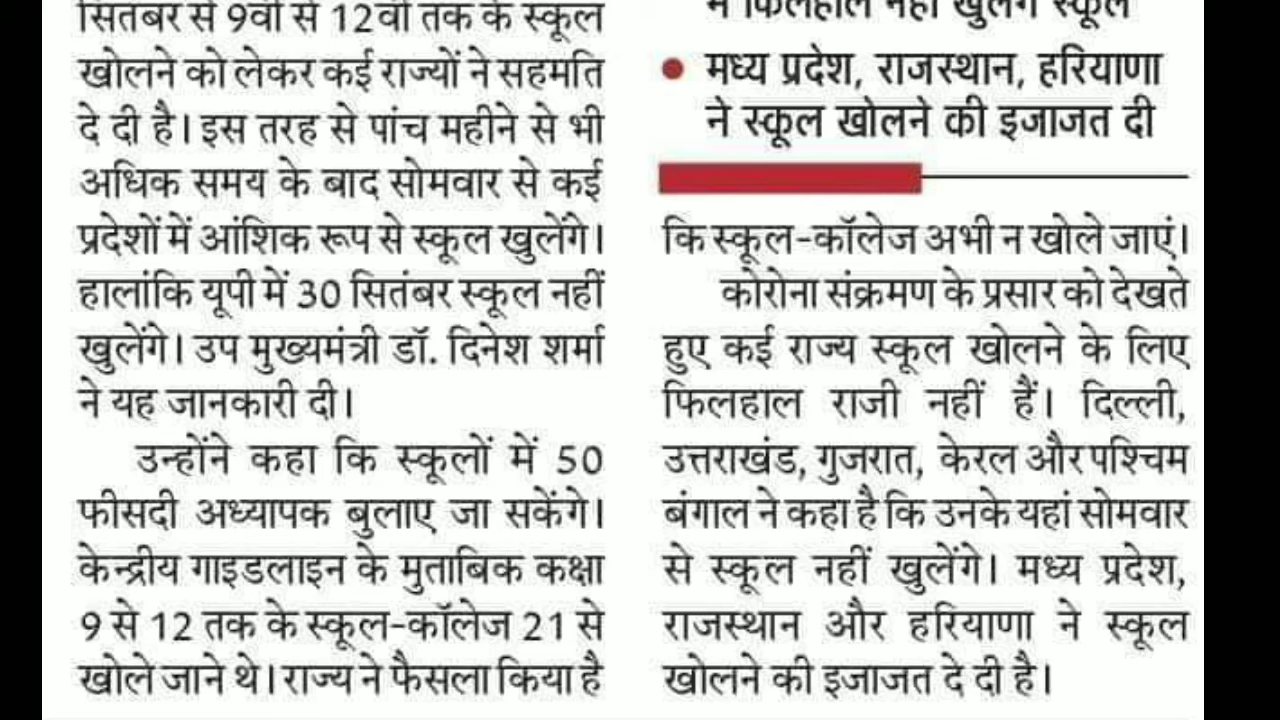 सितंबर से 9वीं से 12वीं तक के स्कूल
खोलने को लेकर कई राज्यों ने सहमति
दे दी है। इस तरह से पांच महीने से भी
अधिक समय के बाद सोमवार से कई
प्रदेशों में आंशिक रूप से स्कूल खुलेंगे।
हालांकि यूपी में 30 सितंबर स्कूल नहीं
खुलेंगे। उप मुख्यमंत्री डॉ. दिनेश शर्मा
ने यह जानकारी दी।
उन्होंने कहा कि स्कूलों में 50
फीसदी अध्यापक बुलाए जा सकेंगे।
केन्द्रीय गाइडलाइन के मुताबिक कक्षा
9 से 12 तक के स्कूल-कॉलेज 21 से
खोले जाने थे। राज्य ने फैसला किया है
में फिलहाल नहीं खुलेंगे स्कूल
• मध्य प्रदेश, राजस्थान, हरियाणा
ने स्कूल खोलने की इजाजत दी
कि स्कूल-कॉलेज अभी न खोले जाएं।
कोरोना संक्रमण के प्रसार को देखते
हुए कई राज्य स्कूल खोलने के लिए
फिलहाल राजी नहीं हैं। दिल्ली,
उत्तराखंड, गुजरात, केरल और पश्चिम
बंगाल ने कहा है कि उनके यहां सोमवार
से स्कूल नहीं खुलेंगे। मध्य प्रदेश,
राजस्थान और हरियाणा ने स्कूल
खोलने की इजाजत दे दी है।